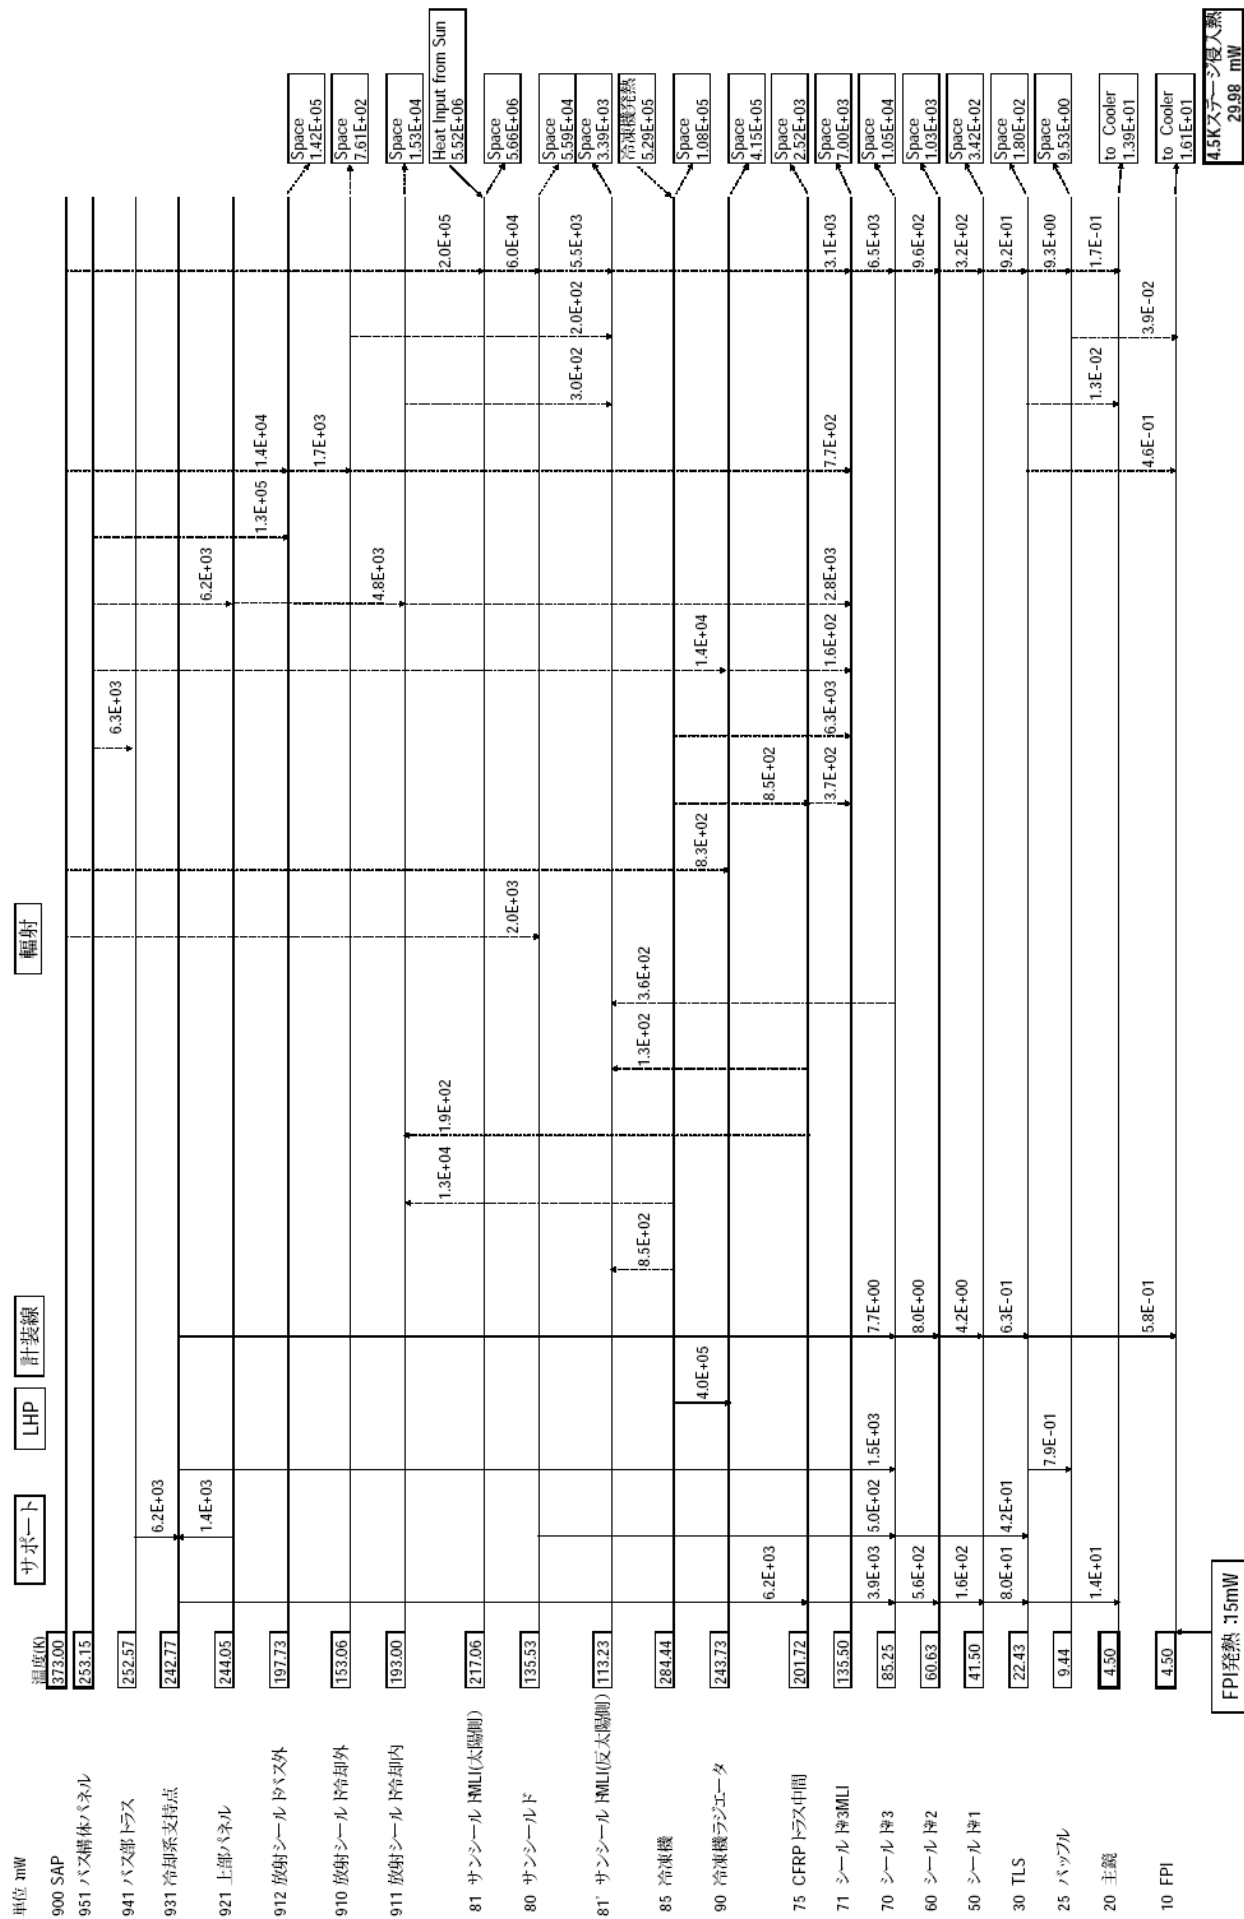 単位 mW
温度(K)
サポート
LHP
計装線
輻射
900 SAP
373.00
951 バス構体パネル
253.15
941 バス部トラス
252.57
6.3E+03
931 冷却系支持点
242.77
6.2E+03
921 上部パネル
244.05
1.4E+03
6.2E+03
912 放射シールドバス外
197.73
1.3E+05
1.4E+04
Space
1.42E+05
910 放射シールド冷却外
153.06
1.7E+03
Space
7.61E+02
911 放射シールド冷却内
193.00
4.8E+03
Space
1.53E+04
Heat Input from Sun
5.52E+06
81 サンシールドMLI(太陽側)
217.06
1.3E+04
1.9E+02
2.0E+05
Space
5.66E+06
80 サンシールド
135.53
2.0E+03
6.0E+04
Space
5.59E+04
81' サンシールドMLI(反太陽側)
113.23
3.0E+02
2.0E+02
5.5E+03
Space
3.39E+03
冷凍機発熱
5.29E+05
85 冷凍機
284.44
8.5E+02
1.3E+02
3.6E+02
Space
1.08E+05
90 冷凍機ラジエータ
243.73
4.0E+05
8.3E+02
1.4E+04
Space
4.15E+05
75 CFRPトラス中間
201.72
6.2E+03
8.5E+02
Space
2.52E+03
71 シールド#3MLI
135.50
3.7E+02
6.3E+03
1.6E+02
2.8E+03
7.7E+02
3.1E+03
Space
7.00E+03
70 シールド#3
85.25
3.9E+03
5.0E+02
1.5E+03
7.7E+00
6.5E+03
Space
1.05E+04
60 シールド#2
60.63
5.6E+02
8.0E+00
9.6E+02
Space
1.03E+03
50 シールド#1
41.50
1.6E+02
4.2E+00
3.2E+02
Space
3.42E+02
30 TLS
22.43
8.0E+01
4.2E+01
6.3E-01
9.2E+01
Space
1.80E+02
25 バッフル
9.44
7.9E-01
9.3E+00
Space
9.53E+00
20 主鏡
4.50
1.4E+01
1.3E-02
1.7E-01
to Cooler
1.39E+01
10 FPI
4.50
5.8E-01
4.6E-01
3.9E-02
to Cooler
1.61E+01
FPI発熱:15mW
4.5Kステージ侵入熱
29.98 mW